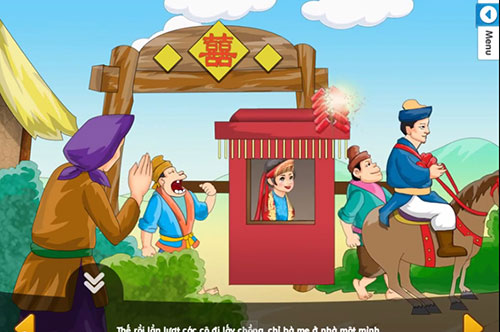 囍
Menu
Thế rồi lần lượt các cô đi lấy chồng, chỉ bà mẹ ở nhà một mình